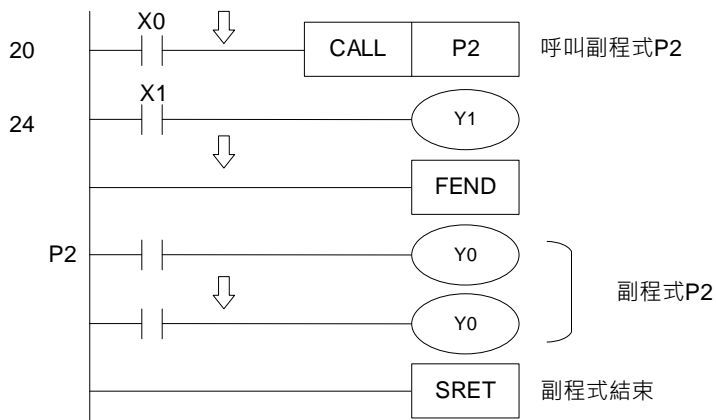 X0
20 CALL P2 呼叫副程式P2
X1
24 Y1
FEND
P2 Y0
副程式P2
Y0
SRET 副程式結束